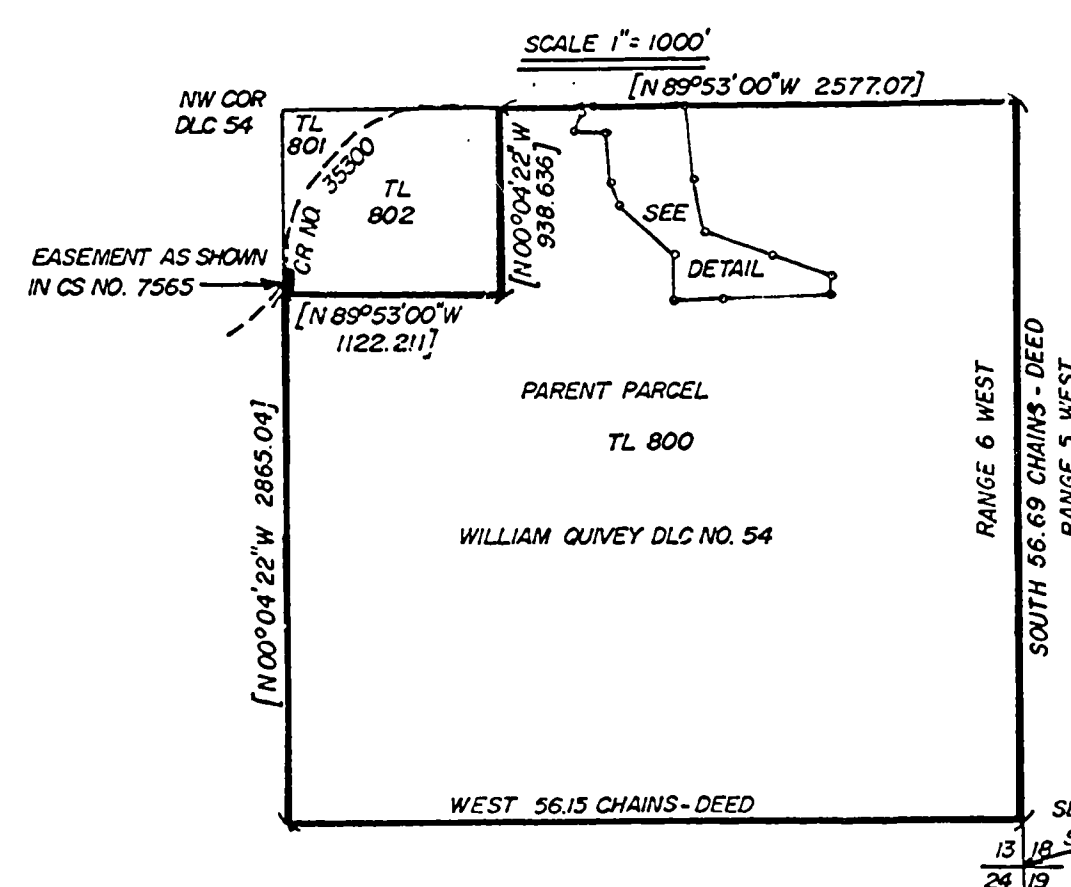 SCALE 1"= 1000'
[N 89°53'00"W 2577.07]
NW COR
DLC 54
TL
801
CR NO. 35300
TL
802
[N 00°04'22"W
938.636]
SEE
DETAIL
EASEMENT AS SHOWN
IN CS NO. 7565
[N 89°53'00"W
1122.211]
PARENT PARCEL
TL 800
WILLIAM QUIVEY DLC NO. 54
[N 00°04'22"W 2865.04]
RANGE 6 WEST
SOUTH 56.69 CHAINS - DEED
RANGE 5 WEST
WEST 56.15 CHAINS - DEED
13 18
24 19